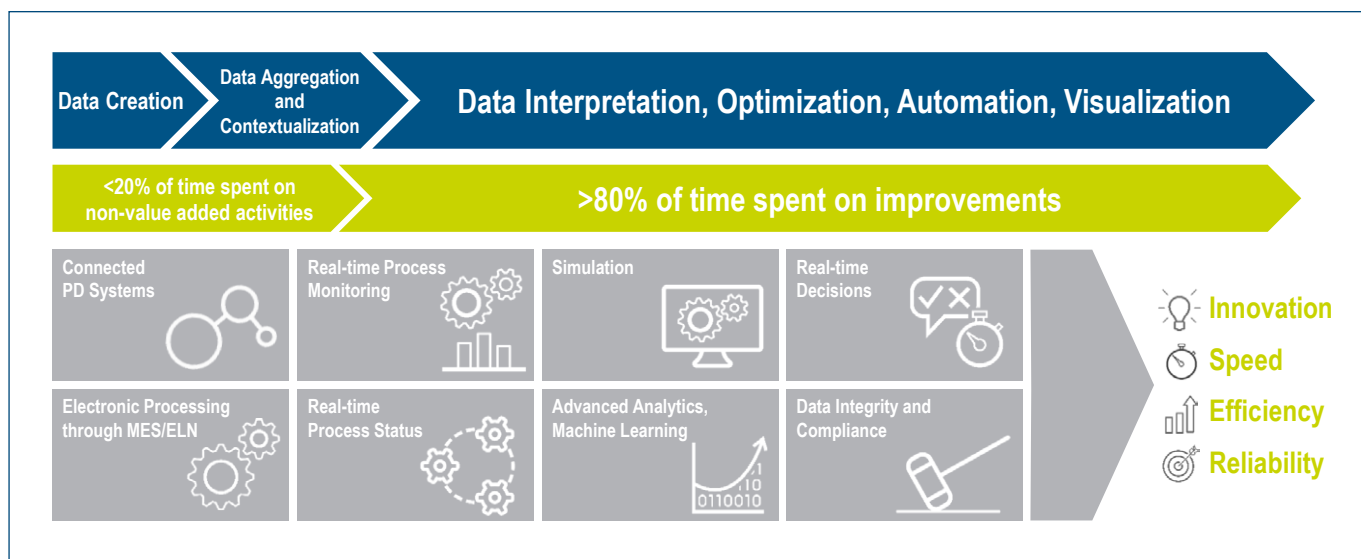 Data Creation
Data Aggregation
and
Contextualization
Data Interpretation, Optimization, Automation, Visualization
<20% of time spent on
non-value added activities
>80% of time spent on improvements
Connected
PD Systems
Real-time Process
Monitoring
Simulation
Real-time
Decisions
Electronic Processing
through MES/ELN
Real-time
Process Status
Advanced Analytics,
Machine Learning
1
10
0110010
Data Integrity and
Compliance
Innovation
Speed
Efficiency
Reliability